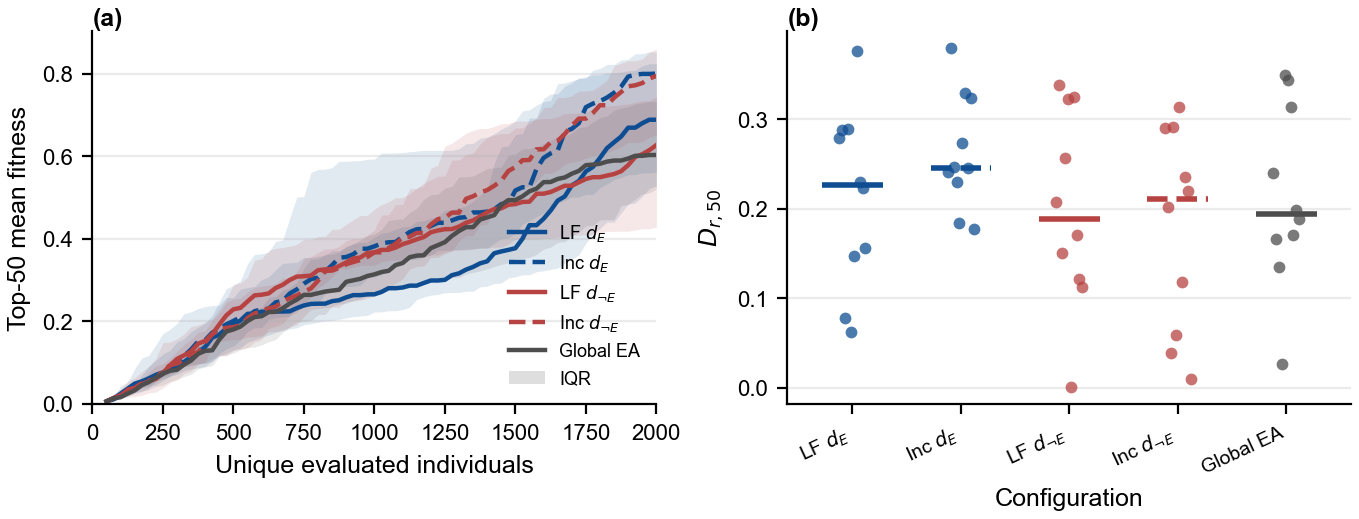 (a)
Top-50 mean fitness
0.8
0.6
0.4
0.2
0.0
0 250 500 750 1000 1250 1500 1750 2000
Unique evaluated individuals
LF d_E
Inc d_E
LF d_¬E
Inc d_¬E
Global EA
IQR
(b)
D_r, 50
0.3
0.2
0.1
0.0
LF d_E
Inc d_E
LF d_¬E
Inc d_¬E
Global EA
Configuration